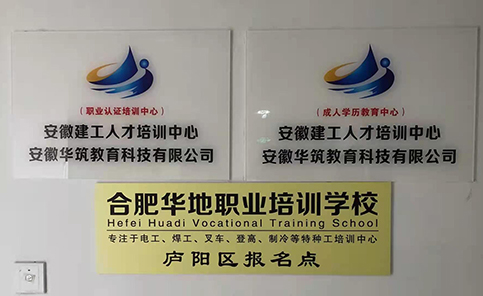 （职业认证培训中心）
安徽建工人才培训中心
安徽华筑教育科技有限公司
（成人学历教育中心）
安徽建工人才培训中心
安徽华筑教育科技有限公司
合肥华地职业培训学校
Hefei Huadi Vocational Training School
专注于电工、焊工、叉车、登高、制冷等特种工培训中心
庐阳区报名点